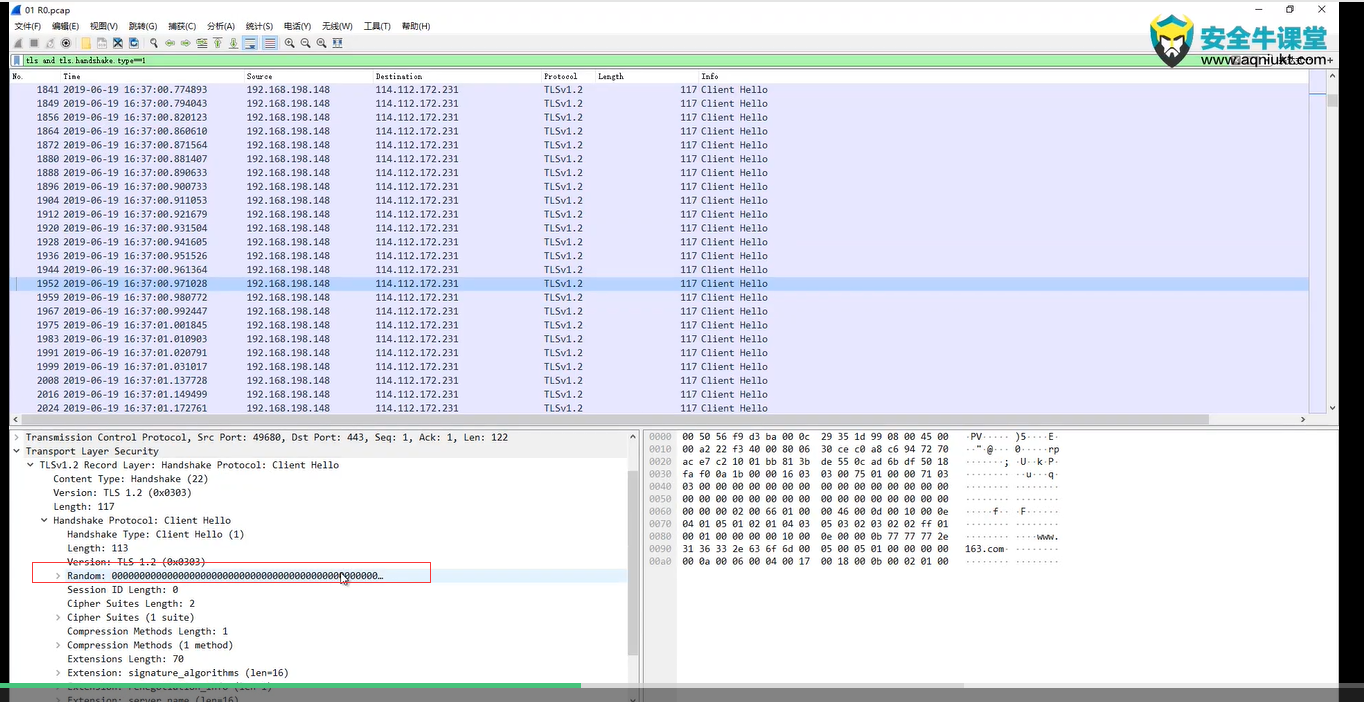 01 R0.pcap
文件(F) 编辑(E) 视图(V) 跳转(G) 捕获(C) 分析(A) 统计(S) 电话(Y) 无线(W) 工具(T) 帮助(H)
安全牛课堂
www.aqniukt.com
tls and tls.handshake.type==1
No. Time Source Destination Protocol Length Info
1841 2019-06-19 16:37:00.774893 192.168.198.148 114.112.172.231 TLSv1.2 117 Client Hello
1849 2019-06-19 16:37:00.794043 192.168.198.148 114.112.172.231 TLSv1.2 117 Client Hello
1856 2019-06-19 16:37:00.820123 192.168.198.148 114.112.172.231 TLSv1.2 117 Client Hello
1864 2019-06-19 16:37:00.860610 192.168.198.148 114.112.172.231 TLSv1.2 117 Client Hello
1872 2019-06-19 16:37:00.871564 192.168.198.148 114.112.172.231 TLSv1.2 117 Client Hello
1880 2019-06-19 16:37:00.881407 192.168.198.148 114.112.172.231 TLSv1.2 117 Client Hello
1888 2019-06-19 16:37:00.890633 192.168.198.148 114.112.172.231 TLSv1.2 117 Client Hello
1896 2019-06-19 16:37:00.900733 192.168.198.148 114.112.172.231 TLSv1.2 117 Client Hello
1904 2019-06-19 16:37:00.911053 192.168.198.148 114.112.172.231 TLSv1.2 117 Client Hello
1912 2019-06-19 16:37:00.921679 192.168.198.148 114.112.172.231 TLSv1.2 117 Client Hello
1920 2019-06-19 16:37:00.931504 192.168.198.148 114.112.172.231 TLSv1.2 117 Client Hello
1928 2019-06-19 16:37:00.941605 192.168.198.148 114.112.172.231 TLSv1.2 117 Client Hello
1936 2019-06-19 16:37:00.951526 192.168.198.148 114.112.172.231 TLSv1.2 117 Client Hello
1944 2019-06-19 16:37:00.961364 192.168.198.148 114.112.172.231 TLSv1.2 117 Client Hello
1952 2019-06-19 16:37:00.971028 192.168.198.148 114.112.172.231 TLSv1.2 117 Client Hello
1959 2019-06-19 16:37:00.980772 192.168.198.148 114.112.172.231 TLSv1.2 117 Client Hello
1967 2019-06-19 16:37:00.992447 192.168.198.148 114.112.172.231 TLSv1.2 117 Client Hello
1975 2019-06-19 16:37:01.001845 192.168.198.148 114.112.172.231 TLSv1.2 117 Client Hello
1983 2019-06-19 16:37:01.010903 192.168.198.148 114.112.172.231 TLSv1.2 117 Client Hello
1991 2019-06-19 16:37:01.020791 192.168.198.148 114.112.172.231 TLSv1.2 117 Client Hello
1999 2019-06-19 16:37:01.031017 192.168.198.148 114.112.172.231 TLSv1.2 117 Client Hello
2008 2019-06-19 16:37:01.137728 192.168.198.148 114.112.172.231 TLSv1.2 117 Client Hello
2016 2019-06-19 16:37:01.149499 192.168.198.148 114.112.172.231 TLSv1.2 117 Client Hello
2024 2019-06-19 16:37:01.172761 192.168.198.148 114.112.172.231 TLSv1.2 117 Client Hello
Transmission Control Protocol, Src Port: 49680, Dst Port: 443, Seq: 1, Ack: 1, Len: 122
Transport Layer Security
TLSv1.2 Record Layer: Handshake Protocol: Client Hello
Content Type: Handshake (22)
Version: TLS 1.2 (0x0303)
Length: 117
Handshake Protocol: Client Hello
Handshake Type: Client Hello (1)
Length: 113
Version: TLS 1.2 (0x0303)
Random: 000000000000000000000000000000000000000000000000…
Session ID Length: 0
Cipher Suites Length: 2
Cipher Suites (1 suite)
Compression Methods Length: 1
Compression Methods (1 method)
Extensions Length: 70
Extension: signature_algorithms (len=16)
Extension: renegotiation_info (len=1)
Extension: server_name (len=16)
0000 00 50 56 f9 d3 ba 00 0c 29 35 1d 99 08 00 45 00 ·PV····· )5····E·
0010 00 a2 22 f3 40 00 80 06 30 ce c0 a8 c6 94 72 70 ··"·@··· 0·····rp
0020 ac e7 c2 10 01 bb 81 3b de 55 0c ad 6b df 50 18 ·······; ·U··k·P·
0030 fa f0 0a 1b 00 00 16 03 03 00 75 01 00 00 71 03 ········ ··u···q·
0040 03 00 00 00 00 00 00 00 00 00 00 00 00 00 00 00 ········ ········
0050 00 00 00 00 00 00 00 00 00 00 00 00 00 00 00 00 ········ ········
0060 00 00 00 02 00 66 01 00 00 46 00 0d 00 10 00 0e ·····f·· ·F······
0070 04 01 05 01 02 01 04 03 05 03 02 03 02 02 ff 01 ········ ········
0080 00 01 00 00 00 00 10 00 0e 00 00 0b 77 77 77 2e ········ ····www.
0090 31 36 33 2e 63 6f 6d 00 05 00 05 01 00 00 00 00 163.com· ········
00a0 00 0a 00 06 00 04 00 17 00 18 00 0b 00 02 01 00 ········ ········